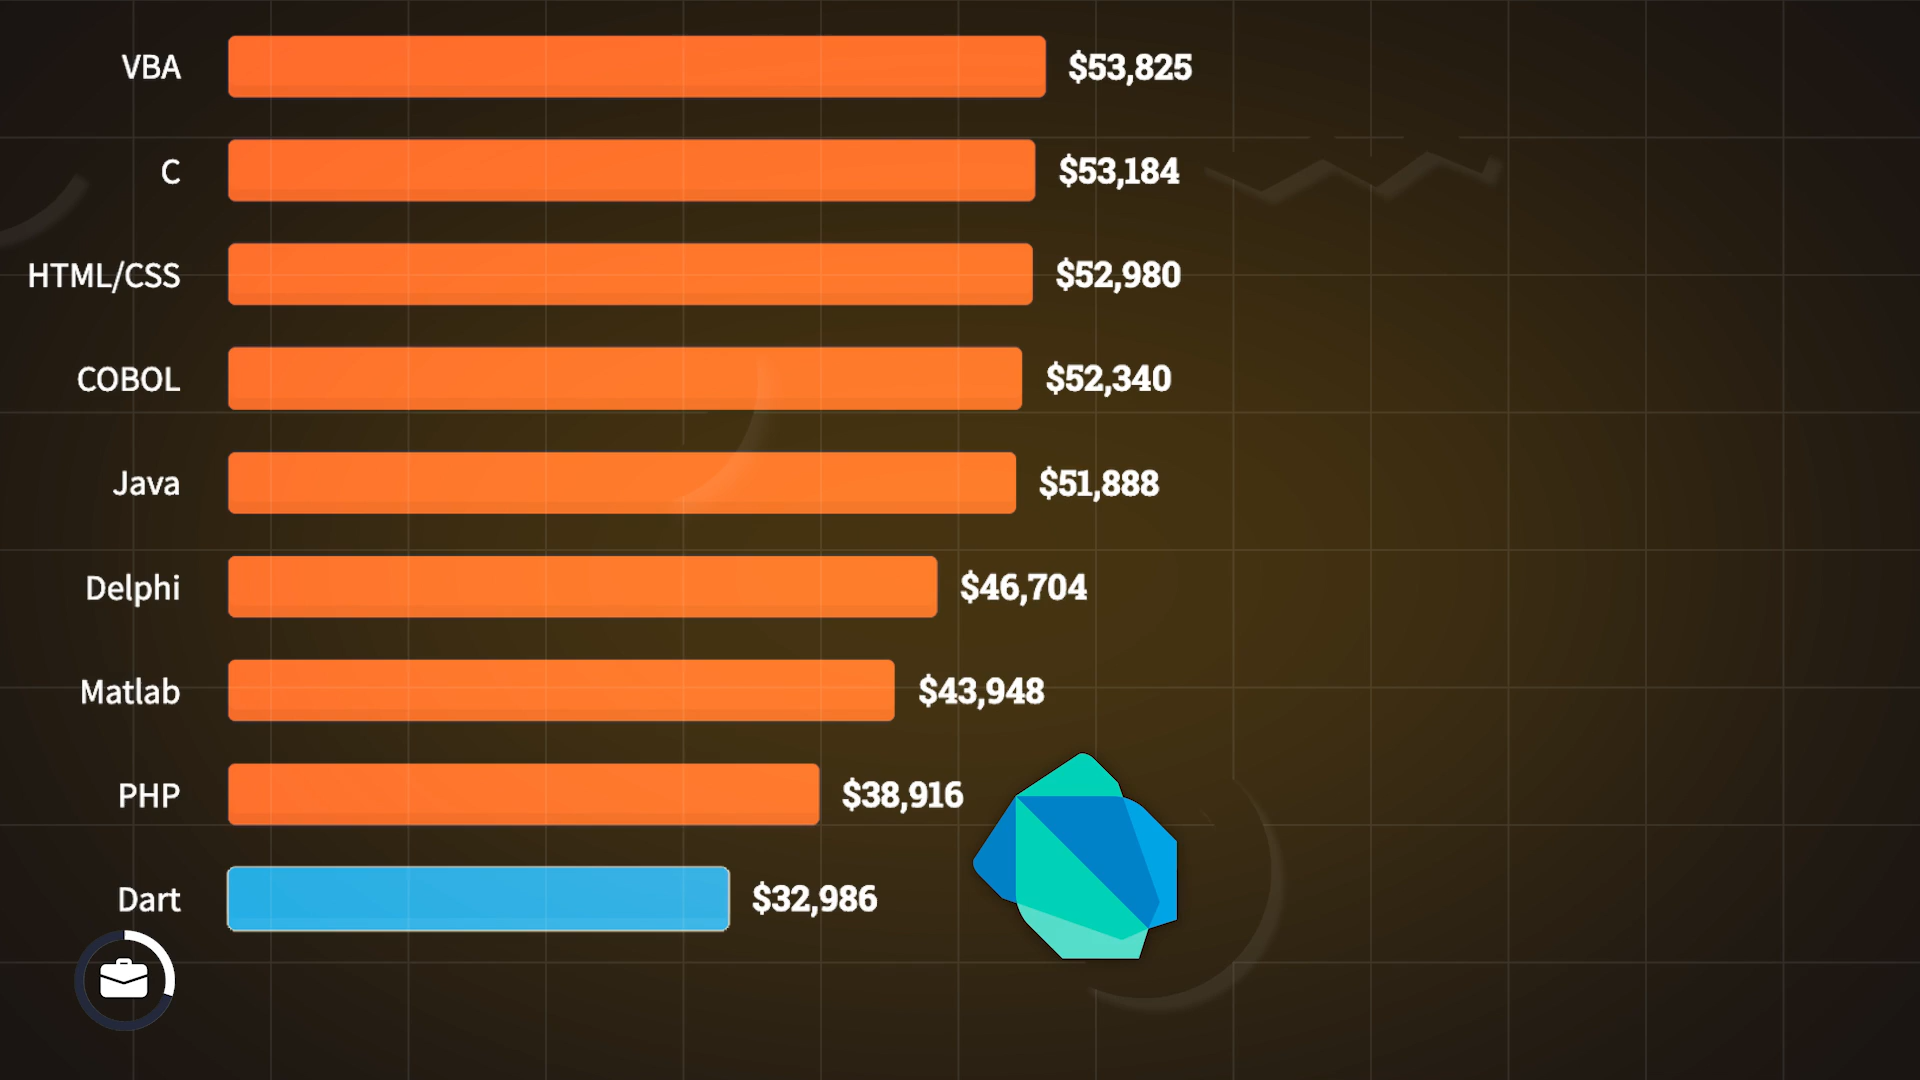 VBA $53,825
C $53,184
HTML/CSS $52,980
COBOL $52,340
Java $51,888
Delphi $46,704
Matlab $43,948
PHP $38,916
Dart $32,986